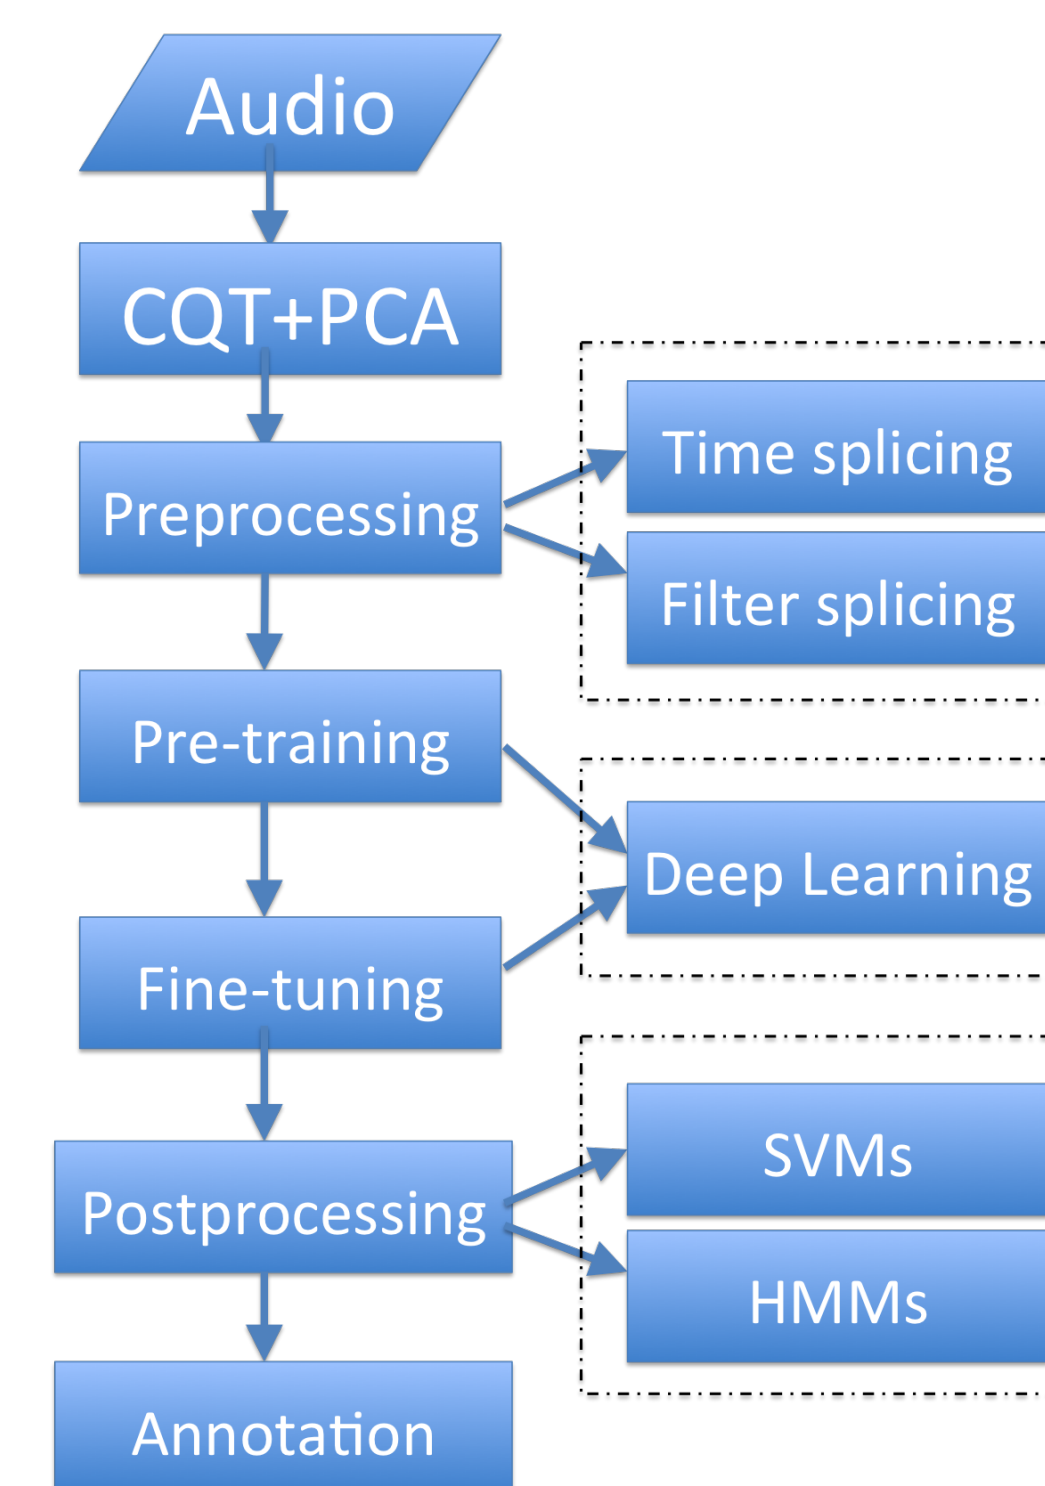 Audio
CQT+PCA
Preprocessing
Time splicing
Filter splicing
Pre-training
Deep Learning
Fine-tuning
Postprocessing
SVMs
HMMs
Annotation